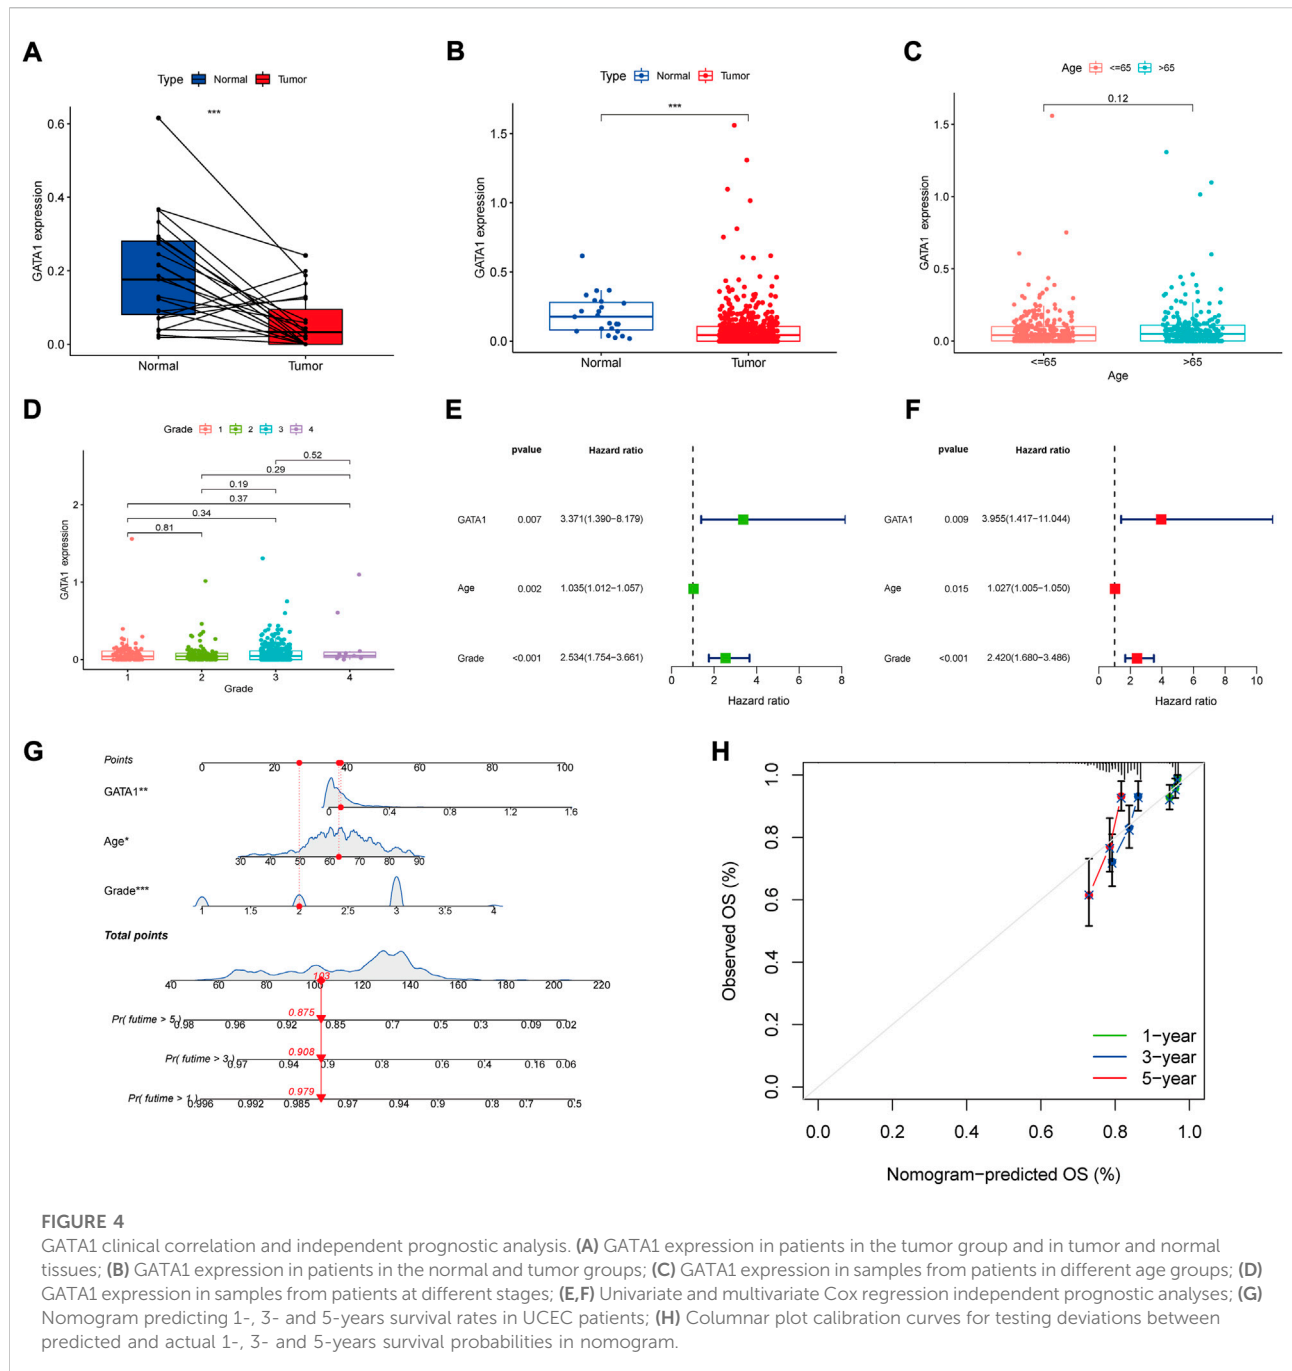 A
Type Normal Tumor
***
GATA1 expression
0.6
0.4
0.2
0.0
Normal Tumor
B
Type Normal Tumor
***
GATA1 expression
1.5
1.0
0.5
0.0
Normal Tumor
C
Age <=65 >65
0.12
GATA1 expression
1.5
1.0
0.5
0.0
<=65 >65
Age
D
Grade 1 2 3 4
0.52
0.29
0.19
0.37
0.34
0.81
GATA1 expression
2
1
0
1 2 3 4
Grade
E
pvalue Hazard ratio
GATA1 0.007 3.371(1.390−8.179)
Age 0.002 1.035(1.012−1.057)
Grade <0.001 2.534(1.754−3.661)
0 2 4 6 8
Hazard ratio
F
pvalue Hazard ratio
GATA1 0.009 3.955(1.417−11.044)
Age 0.015 1.027(1.005−1.050)
Grade <0.001 2.420(1.680−3.486)
0 2 4 6 8 10
Hazard ratio
G
Points
0 20 40 60 80 100
GATA1**
0 0.4 0.8 1.2 1.6
Age*
30 40 50 60 70 80 90
Grade***
1 1.5 2 2.5 3 3.5 4
Total points
103
40 60 80 100 120 140 160 180 200 220
0.875
Pr( futime > 5 )
0.98 0.96 0.92 0.85 0.7 0.5 0.3 0.09 0.02
0.908
Pr( futime > 3 )
0.97 0.94 0.9 0.8 0.6 0.4 0.16 0.06
0.979
Pr( futime > 1 )
0.996 0.992 0.985 0.97 0.94 0.9 0.8 0.7 0.5
H
Observed OS (%)
1.0
0.8
0.6
0.4
0.2
0.0
1−year
3−year
5−year
0.0 0.2 0.4 0.6 0.8 1.0
Nomogram−predicted OS (%)
FIGURE 4
GATA1 clinical correlation and independent prognostic analysis. (A) GATA1 expression in patients in the tumor group and in tumor and normal
tissues; (B) GATA1 expression in patients in the normal and tumor groups; (C) GATA1 expression in samples from patients in different age groups; (D)
GATA1 expression in samples from patients at different stages; (E,F) Univariate and multivariate Cox regression independent prognostic analyses; (G)
Nomogram predicting 1-, 3- and 5-years survival rates in UCEC patients; (H) Columnar plot calibration curves for testing deviations between
predicted and actual 1-, 3- and 5-years survival probabilities in nomogram.